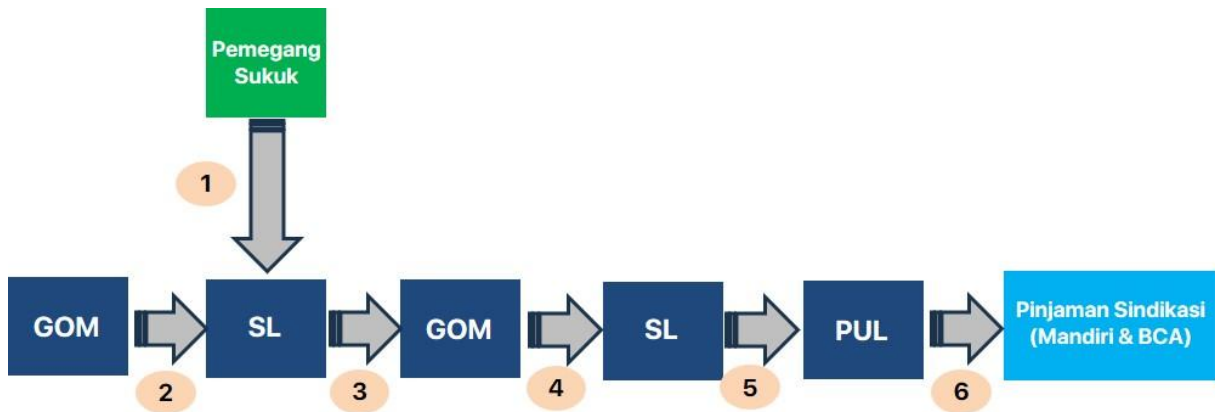 Pemegang
Sukuk
1
GOM
SL
GOM
SL
PUL
Pinjaman Sindikasi
(Mandiri & BCA)
2
3
4
5
6